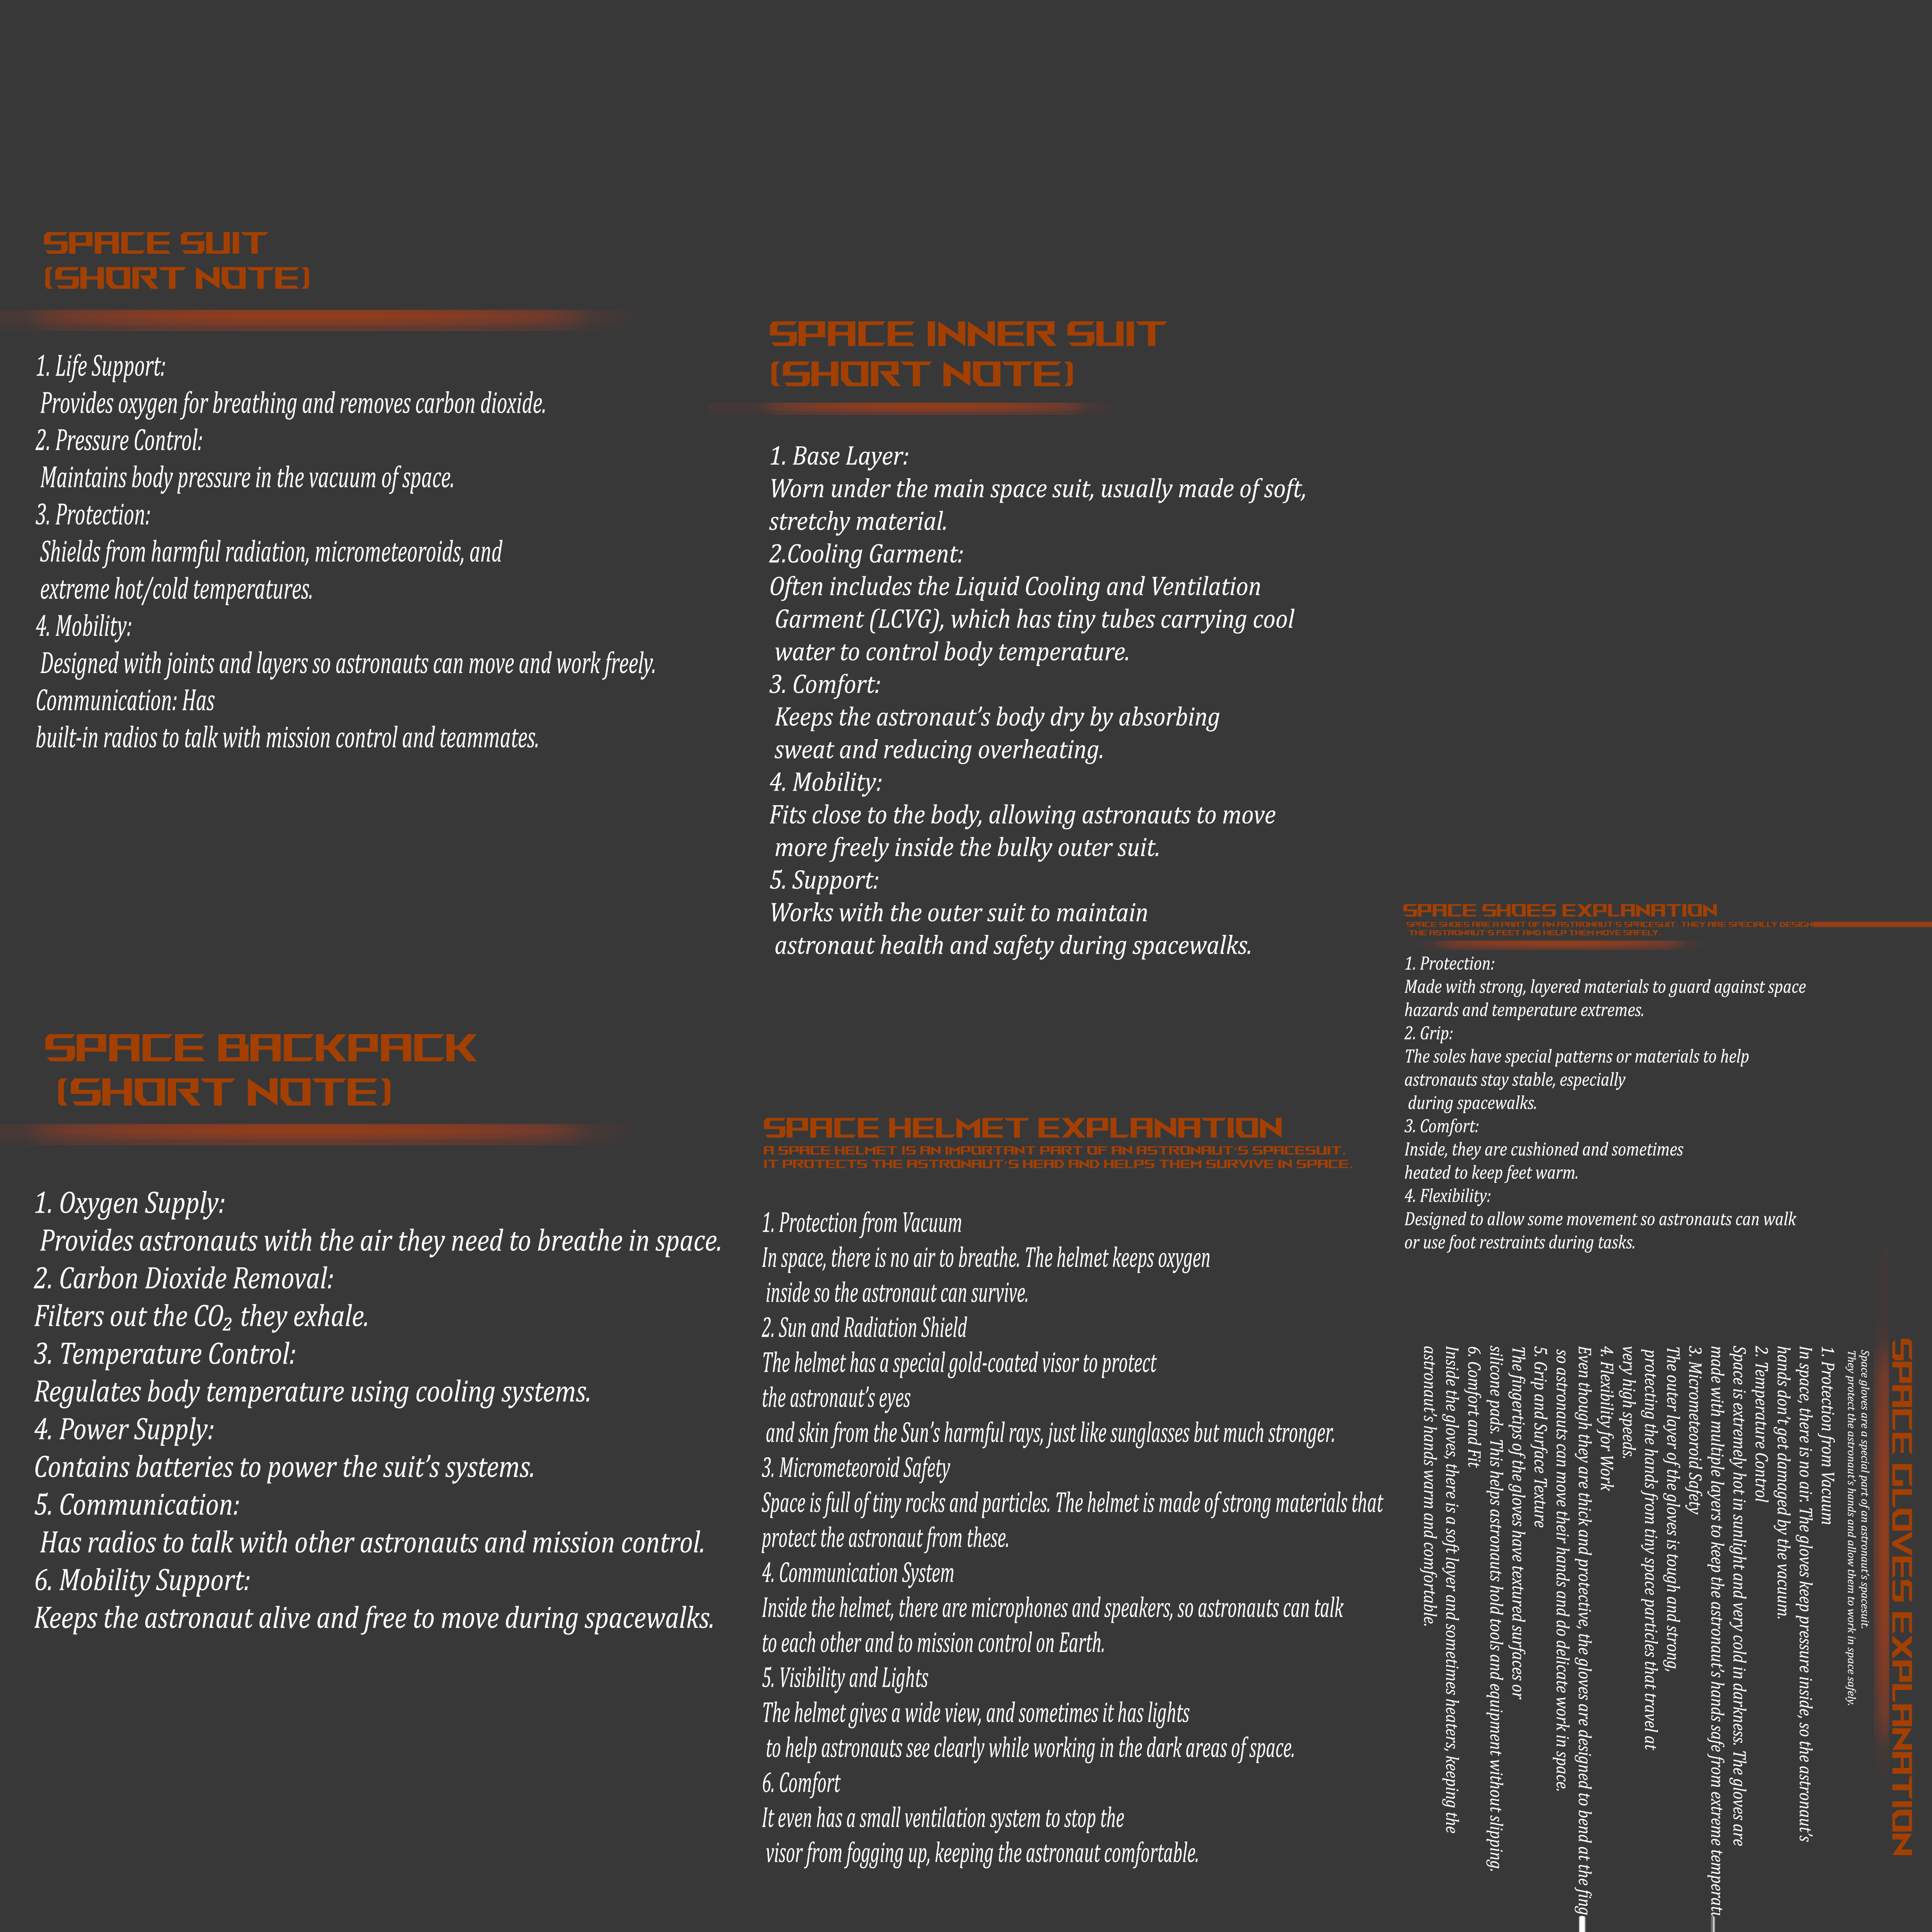 SPACE SUIT
(SHORT NOTE)
1. Life Support:
Provides oxygen for breathing and removes carbon dioxide.
2. Pressure Control:
Maintains body pressure in the vacuum of space.
3. Protection:
Shields from harmful radiation, micrometeoroids, and
extreme hot/cold temperatures.
4. Mobility:
Designed with joints and layers so astronauts can move and work freely.
Communication: Has
built-in radios to talk with mission control and teammates.
SPACE INNER SUIT
(SHORT NOTE)
1. Base Layer:
Worn under the main space suit, usually made of soft,
stretchy material.
2.Cooling Garment:
Often includes the Liquid Cooling and Ventilation
Garment (LCVG), which has tiny tubes carrying cool
water to control body temperature.
3. Comfort:
Keeps the astronaut's body dry by absorbing
sweat and reducing overheating.
4. Mobility:
Fits close to the body, allowing astronauts to move
more freely inside the bulky outer suit.
5. Support:
Works with the outer suit to maintain
astronaut health and safety during spacewalks.
SPACE BACKPACK
(SHORT NOTE)
1. Oxygen Supply:
Provides astronauts with the air they need to breathe in space.
2. Carbon Dioxide Removal:
Filters out the CO₂ they exhale.
3. Temperature Control:
Regulates body temperature using cooling systems.
4. Power Supply:
Contains batteries to power the suit's systems.
5. Communication:
Has radios to talk with other astronauts and mission control.
6. Mobility Support:
Keeps the astronaut alive and free to move during spacewalks.
SPACE HELMET EXPLANATION
A SPACE HELMET IS AN IMPORTANT PART OF AN ASTRONAUT'S SPACESUIT.
IT PROTECTS THE ASTRONAUT'S HEAD AND HELPS THEM SURVIVE IN SPACE.
1. Protection from Vacuum
In space, there is no air to breathe. The helmet keeps oxygen
inside so the astronaut can survive.
2. Sun and Radiation Shield
The helmet has a special gold-coated visor to protect
the astronaut's eyes
and skin from the Sun's harmful rays, just like sunglasses but much stronger.
3. Micrometeoroid Safety
Space is full of tiny rocks and particles. The helmet is made of strong materials that
protect the astronaut from these.
4. Communication System
Inside the helmet, there are microphones and speakers, so astronauts can talk
to each other and to mission control on Earth.
5. Visibility and Lights
The helmet gives a wide view, and sometimes it has lights
to help astronauts see clearly while working in the dark areas of space.
6. Comfort
It even has a small ventilation system to stop the
visor from fogging up, keeping the astronaut comfortable.
SPACE SHOES EXPLANATION
SPACE SHOES ARE A PART OF AN ASTRONAUT'S SPACESUIT. THEY ARE SPECIALLY DESIGN
THE ASTRONAUT'S FEET AND HELP THEM MOVE SAFELY.
1. Protection:
Made with strong, layered materials to guard against space
hazards and temperature extremes.
2. Grip:
The soles have special patterns or materials to help
astronauts stay stable, especially
during spacewalks.
3. Comfort:
Inside, they are cushioned and sometimes
heated to keep feet warm.
4. Flexibility:
Designed to allow some movement so astronauts can walk
or use foot restraints during tasks.
SPACE GLOVES EXPLANATION
Space gloves are a special part of an astronaut's spacesuit.
They protect the astronaut's hands and allow them to work in space safely.
1. Protection from Vacuum
In space, there is no air. The gloves keep pressure inside, so the astronaut's
hands don't get damaged by the vacuum.
2. Temperature Control
Space is extremely hot in sunlight and very cold in darkness. The gloves are
made with multiple layers to keep the astronaut's hands safe from extreme temperatu
3. Micrometeoroid Safety
The outer layer of the gloves is tough and strong,
protecting the hands from tiny space particles that travel at
very high speeds.
4. Flexibility for Work
Even though they are thick and protective, the gloves are designed to bend at the fing
so astronauts can move their hands and do delicate work in space.
5. Grip and Surface Texture
The fingertips of the gloves have textured surfaces or
silicone pads. This helps astronauts hold tools and equipment without slipping.
6. Comfort and Fit
Inside the gloves, there is a soft layer and sometimes heaters, keeping the
astronaut's hands warm and comfortable.